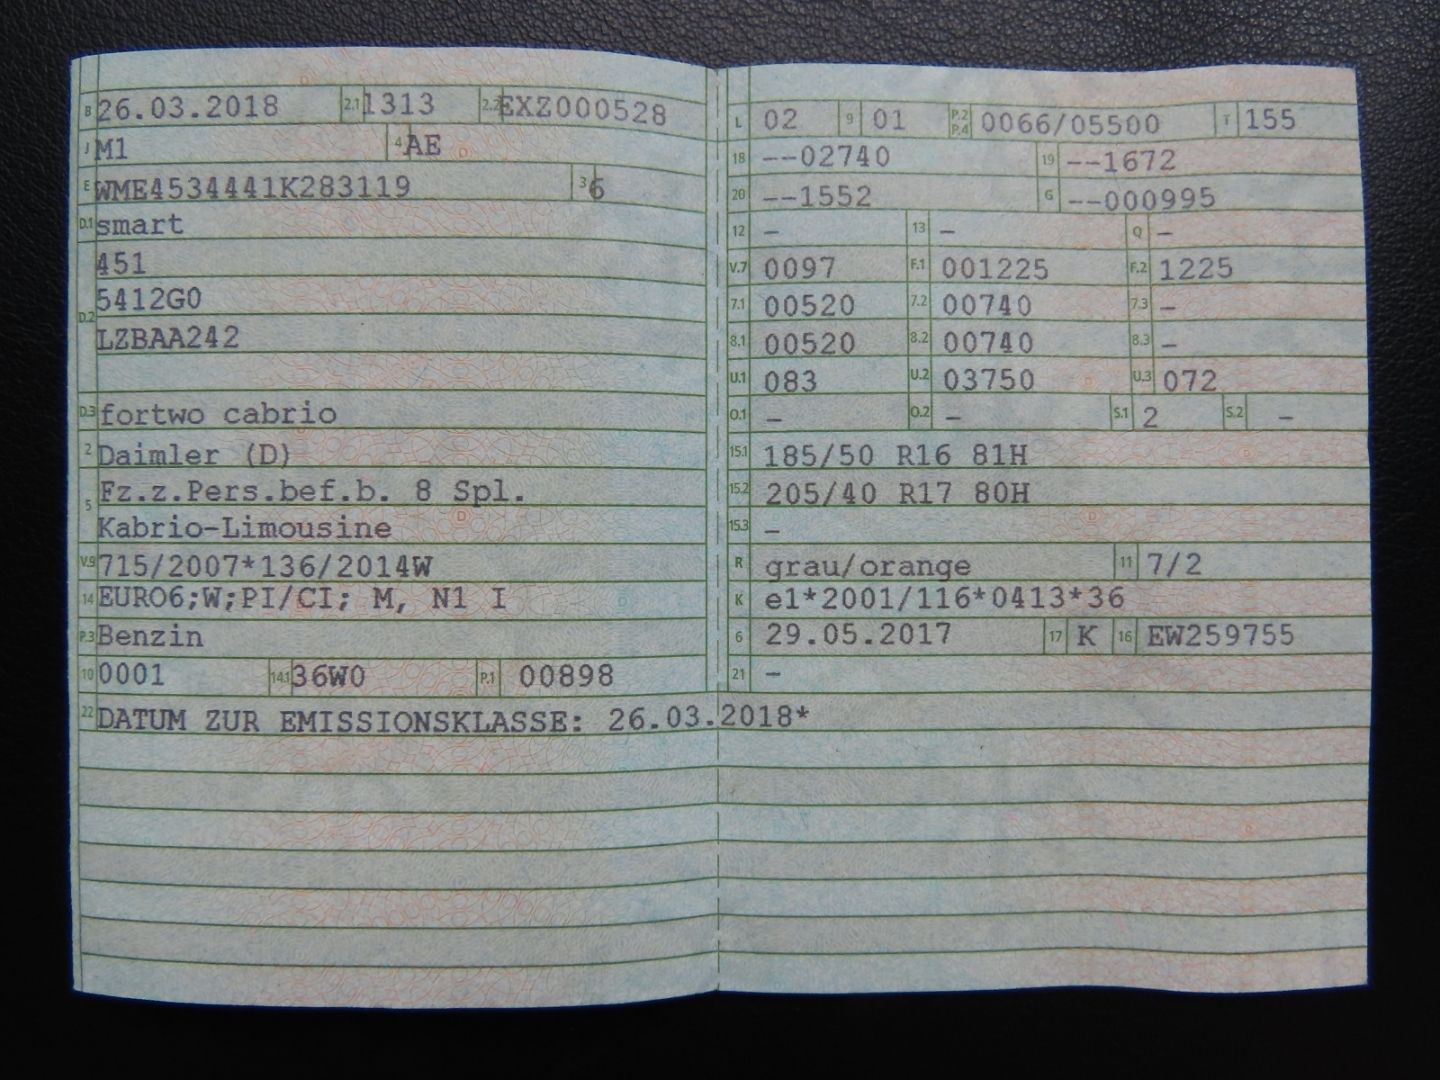 B 26.03.2018 2.1 1313 2.2 EXZ000528
J M1 4 AE
E WME4534441K283119 3 6
D.1 smart
451
D.2 5412G0
LZBAA242
D.3 fortwo cabrio
2 Daimler (D)
5 Fz.z.Pers.bef.b. 8 Spl.
Kabrio-Limousine
V.9 715/2007*136/2014W
14 EURO6;W;PI/CI; M, N1 I
P.3 Benzin
10 0001 14.1 36W0 P.1 00898
L 02 9 01 P.2 P.4 0066/05500 T 155
18 --02740 19 --1672
20 --1552 G --000995
12 - 13 - Q -
V.7 0097 F.1 001225 F.2 1225
7.1 00520 7.2 00740 7.3 -
8.1 00520 8.2 00740 8.3 -
U.1 083 U.2 03750 U.3 072
O.1 - O.2 - S.1 2 S.2 -
15.1 185/50 R16 81H
15.2 205/40 R17 80H
15.3 -
R grau/orange 11 7/2
K e1*2001/116*0413*36
6 29.05.2017 17 K 16 EW259755
21 -
22 DATUM ZUR EMISSIONSKLASSE: 26.03.2018*